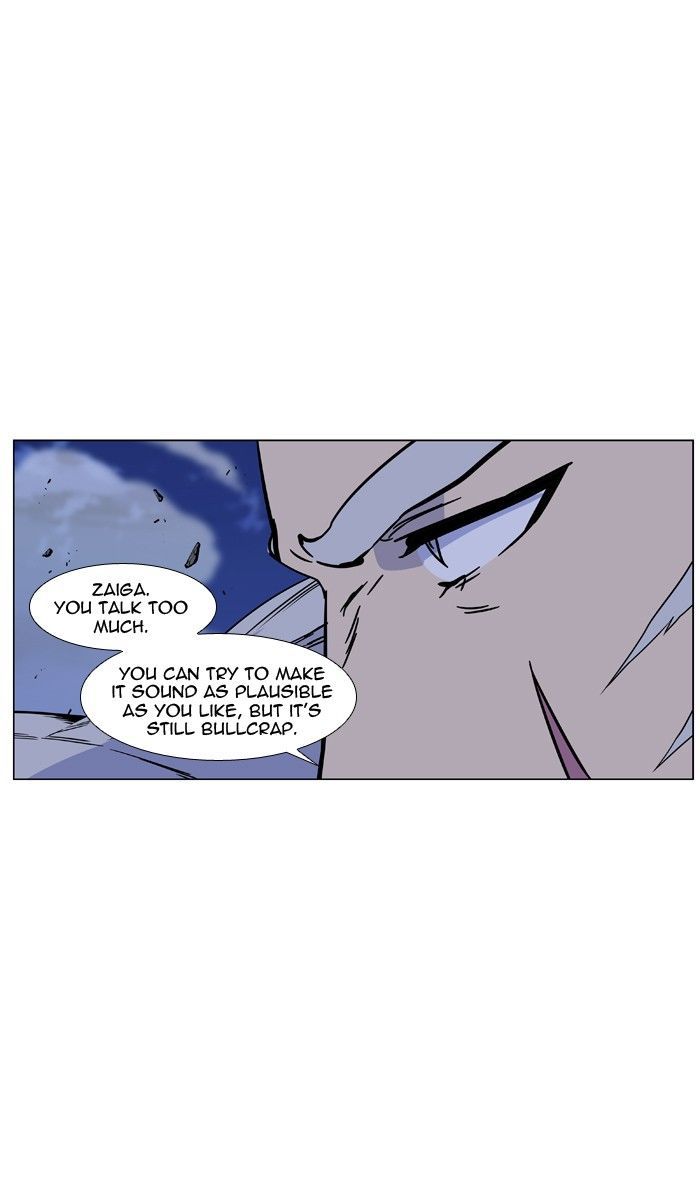 ZAIGA.
YOU TALK TOO
MUCH.
YOU CAN TRY TO MAKE
IT SOUND AS PLAUSIBLE
AS YOU LIKE, BUT IT'S
STILL BULLCRAP.